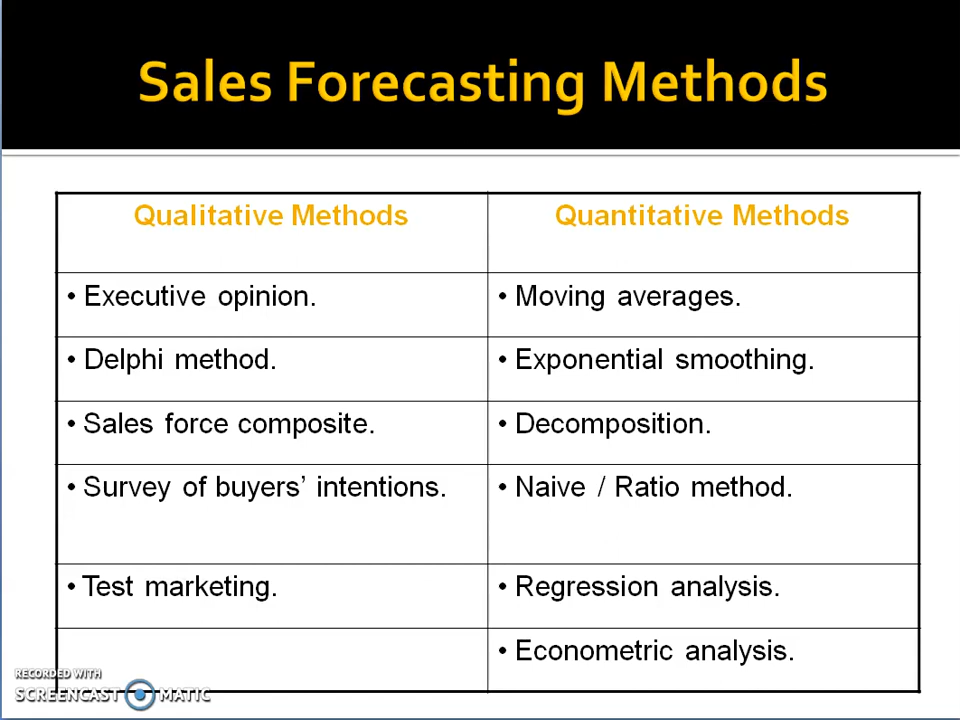 Sales Forecasting Methods
Qualitative Methods
Quantitative Methods
• Executive opinion.
• Moving averages.
• Delphi method.
• Exponential smoothing.
• Sales force composite.
• Decomposition.
• Survey of buyers’ intentions.
• Naive / Ratio method.
• Test marketing.
• Regression analysis.
• Econometric analysis.
RECORDED WITH
SCREENCAST MATIC